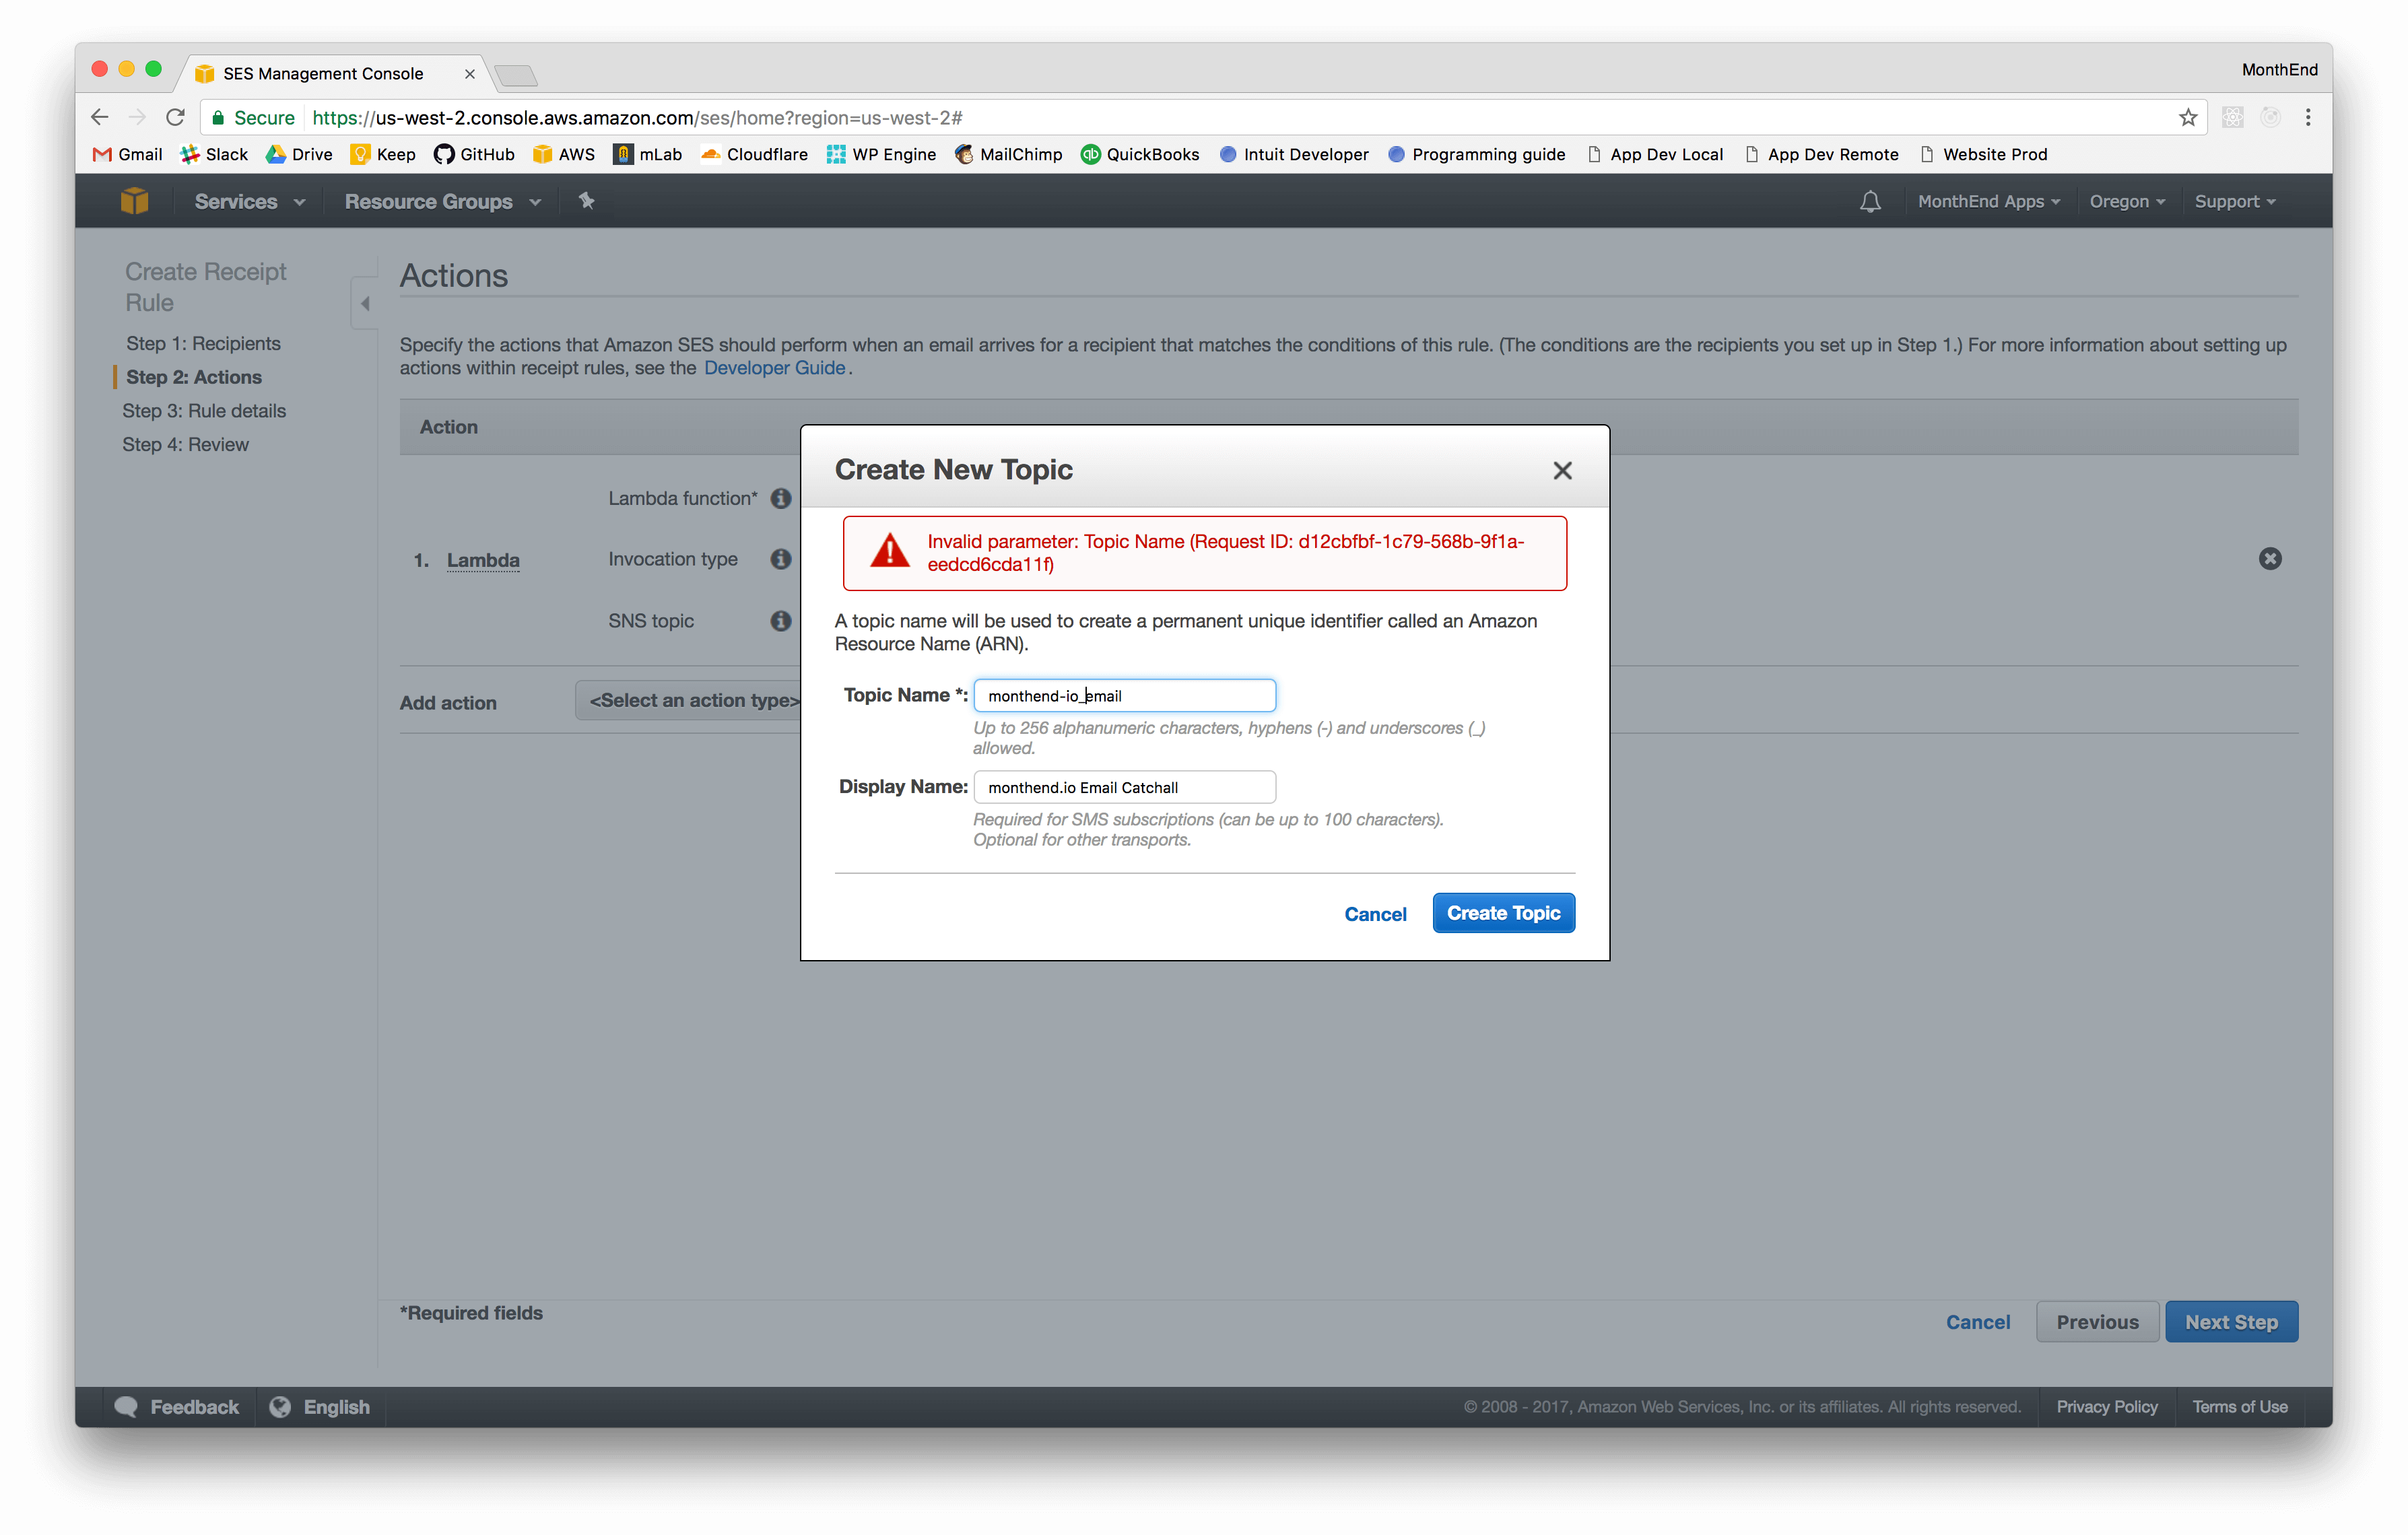 SES Management Console
MonthEnd
Secure https://us-west-2.console.aws.amazon.com/ses/home?region=us-west-2#
Gmail Slack Drive Keep GitHub AWS mLab Cloudflare WP Engine MailChimp QuickBooks Intuit Developer Programming guide App Dev Local App Dev Remote Website Prod
Services Resource Groups MonthEnd Apps Oregon Support
Create Receipt
Rule
Step 1: Recipients
Step 2: Actions
Step 3: Rule details
Step 4: Review
Actions
Specify the actions that Amazon SES should perform when an email arrives for a recipient that matches the conditions of this rule. (The conditions are the recipients you set up in Step 1.) For more information about setting up
actions within receipt rules, see the Developer Guide.
Action
Lambda function*
1. Lambda Invocation type
SNS topic
Add action <Select an action type>
Create New Topic
Invalid parameter: Topic Name (Request ID: d12cbfbf-1c79-568b-9f1a-
eedcd6cda11f)
A topic name will be used to create a permanent unique identifier called an Amazon
Resource Name (ARN).
Topic Name *: monthend-io_email
Up to 256 alphanumeric characters, hyphens (-) and underscores (_)
allowed.
Display Name: monthend.io Email Catchall
Required for SMS subscriptions (can be up to 100 characters).
Optional for other transports.
Cancel Create Topic
*Required fields
Cancel Previous Next Step
Feedback English © 2008 - 2017, Amazon Web Services, Inc. or its affiliates. All rights reserved. Privacy Policy Terms of Use